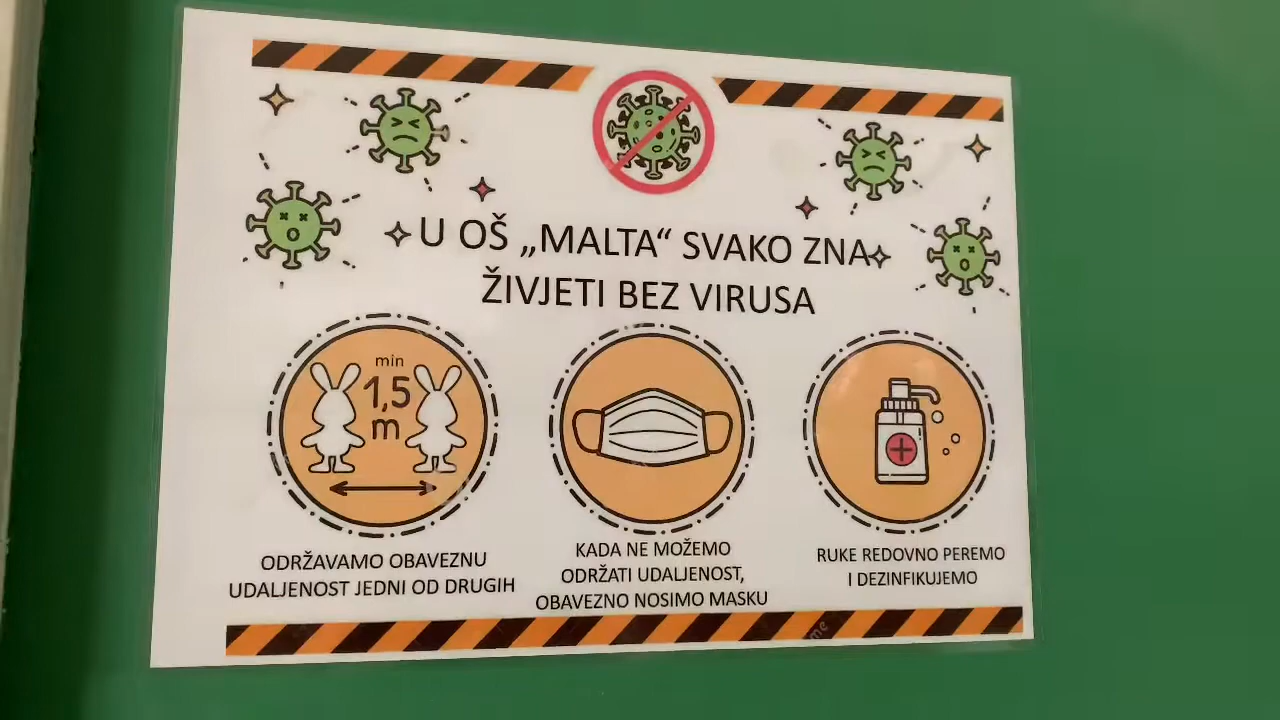 U OŠ „MALTA“ SVAKO ZNA
ŽIVJETI BEZ VIRUSA
min
1,5
m
ODRŽAVAMO OBAVEZNU
UDALJENOST JEDNI OD DRUGIH
KADA NE MOŽEMO
ODRŽATI UDALJENOST,
OBAVEZNO NOSIMO MASKU
RUKE REDOVNO PEREMO
I DEZINFIKUJEMO